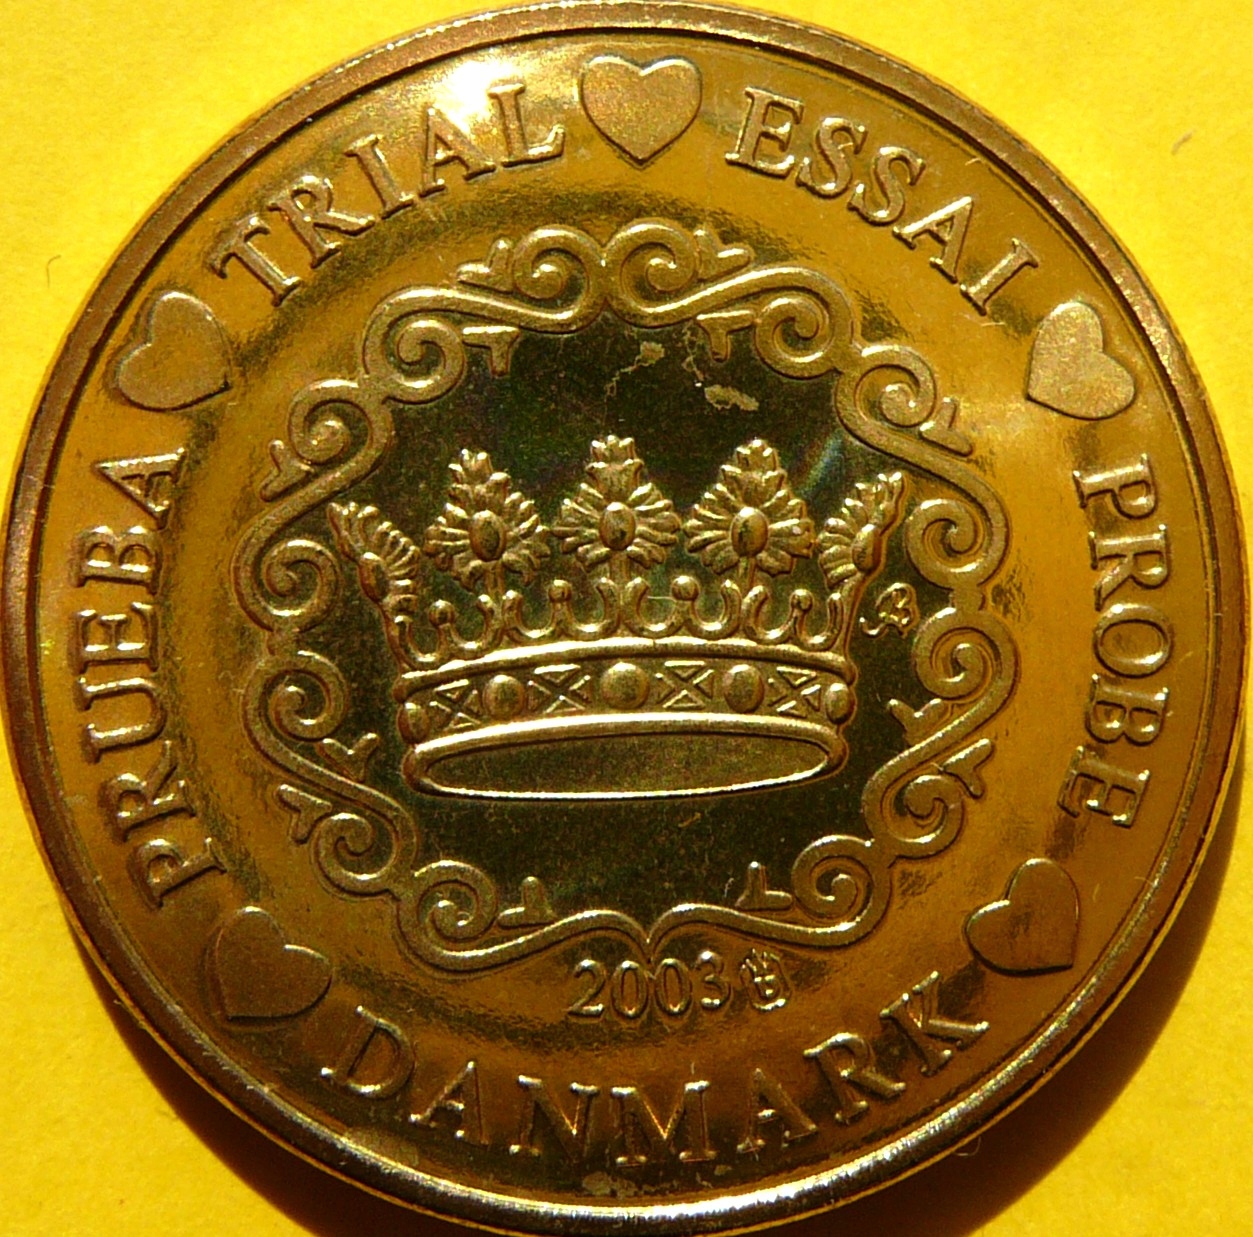 PRUEBA TRIAL ESSAI PROBE
DANMARK
2003